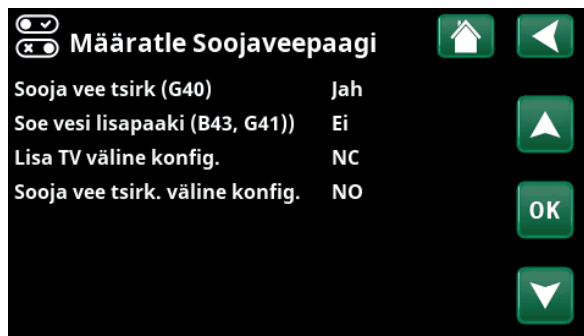 Määratle Soojaveepaagi
Sooja vee tsirk (G40) Jah
Soe vesi lisapaaki (B43, G41)) Ei
Lisa TV väline konfig. NC
Sooja vee tsirk. väline konfig. NO
OK